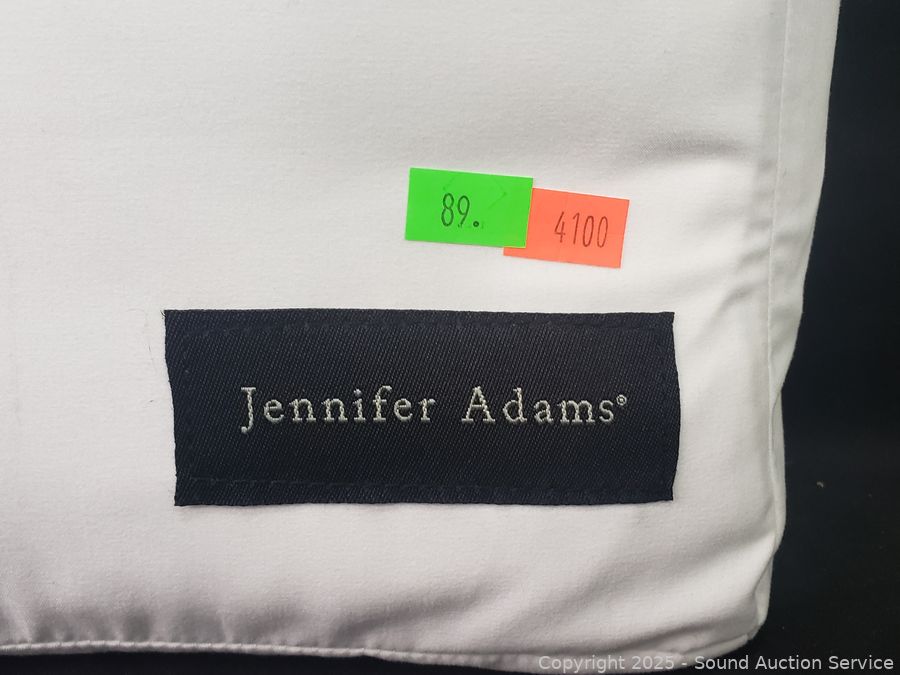 89.
4100
Jennifer Adams®
Copyright 2025 - Sound Auction Service